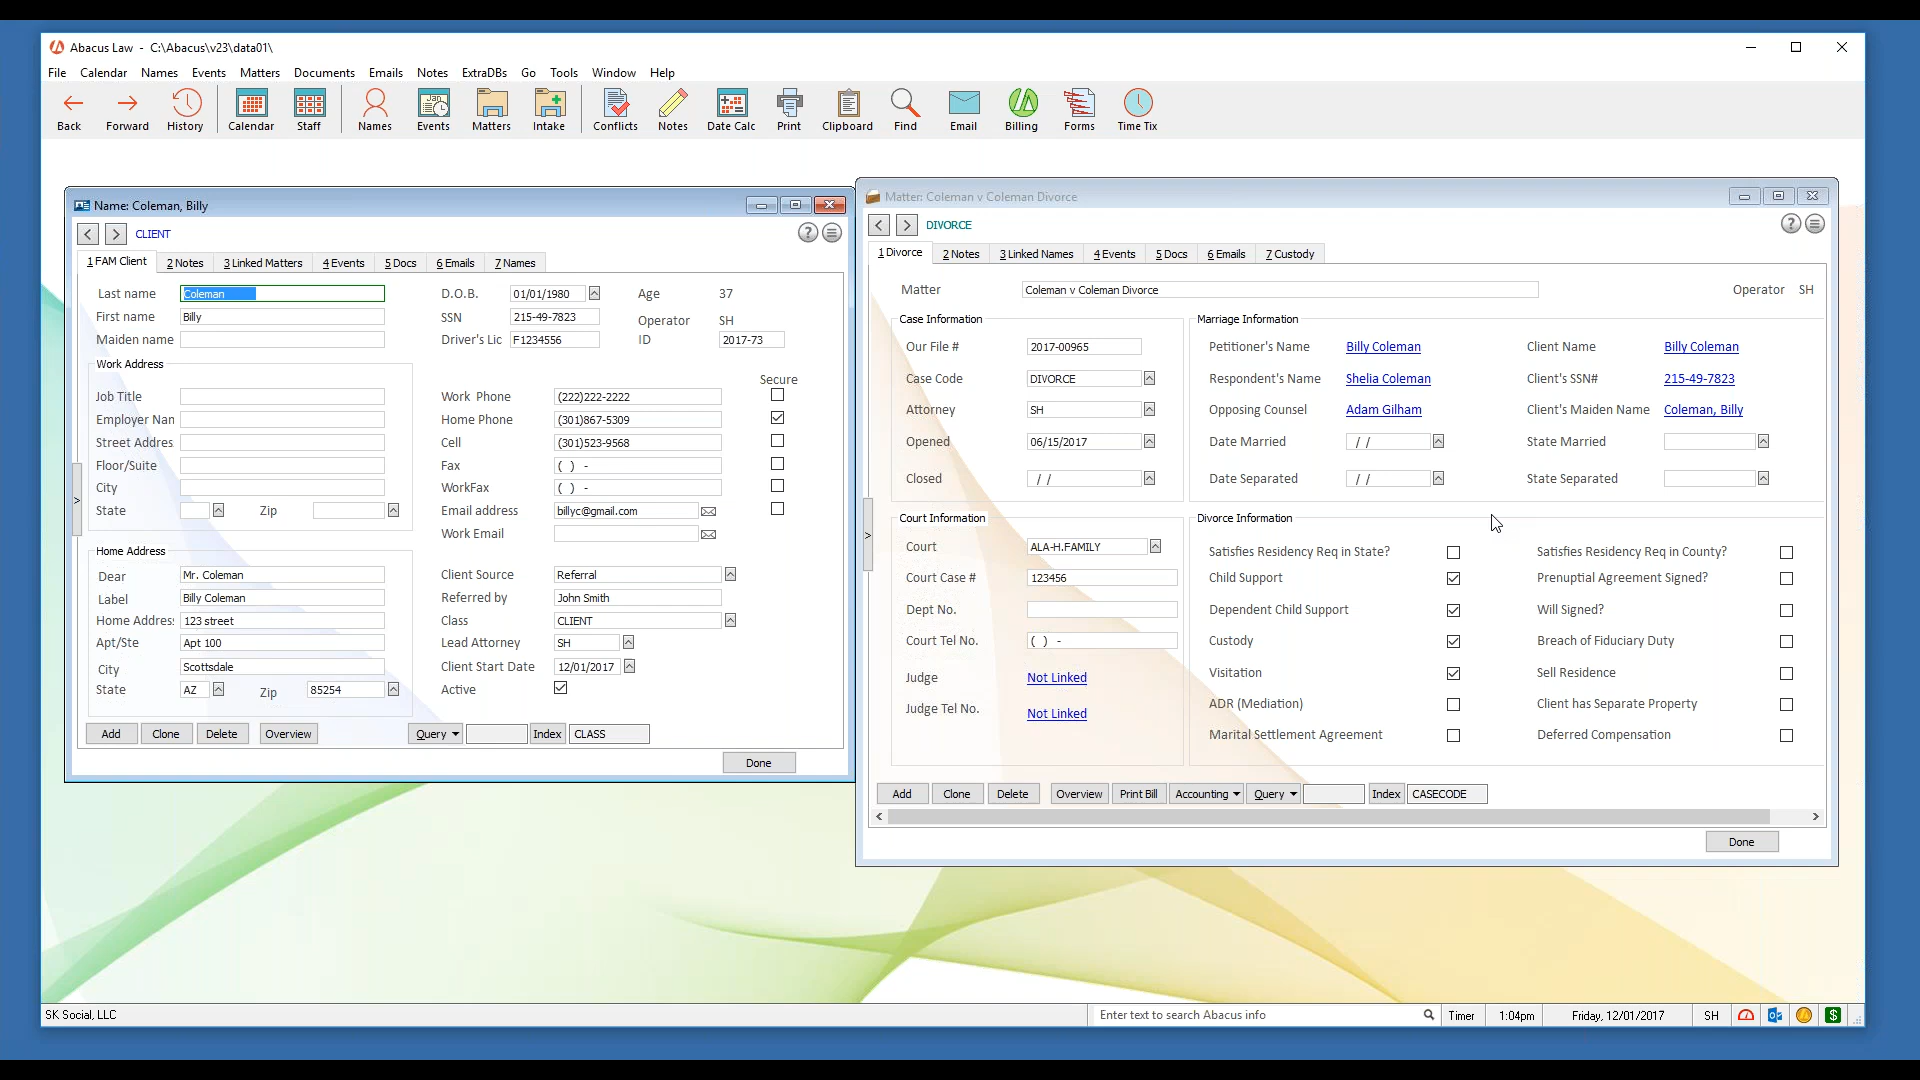 Abacus Law - C:\Abacus\v23\data01\
File Calendar Names Events Matters Documents Emails Notes ExtraDBs Go Tools Window Help
Back Forward History Calendar Staff Names Events Matters Intake Conflicts Notes Date Calc Print Clipboard Find Email Billing Forms Time Tix
Name: Coleman, Billy
CLIENT
1 FAM Client 2 Notes 3 Linked Matters 4 Events 5 Docs 6 Emails 7 Names
Last name Coleman D.O.B. 01/01/1980 Age 37
First name Billy SSN 215-49-7823 Operator SH
Maiden name Driver's Lic F1234556 ID 2017-73
Work Address
Secure
Job Title Work Phone (222)222-2222
Employer Nan Home Phone (301)867-5309
Street Addres Cell (301)523-9568
Floor/Suite Fax ( ) -
City WorkFax ( ) -
State Zip Email address billyc@gmail.com
Work Email
Home Address
Dear Mr. Coleman Client Source Referral
Label Billy Coleman Referred by John Smith
Home Address 123 street Class CLIENT
Apt/Ste Apt 100 Lead Attorney SH
City Scottsdale Client Start Date 12/01/2017
State AZ Zip 85254 Active
Add Clone Delete Overview Query Index CLASS
Done
Matter: Coleman v Coleman Divorce
DIVORCE
1 Divorce 2 Notes 3 Linked Names 4 Events 5 Docs 6 Emails 7 Custody
Matter Coleman v Coleman Divorce Operator SH
Case Information
Our File # 2017-00965
Case Code DIVORCE
Attorney SH
Opened 06/15/2017
Closed / /
Marriage Information
Petitioner's Name Billy Coleman Client Name Billy Coleman
Respondent's Name Shelia Coleman Client's SSN# 215-49-7823
Opposing Counsel Adam Gilham Client's Maiden Name Coleman, Billy
Date Married / / State Married
Date Separated / / State Separated
Court Information
Court ALA-H.FAMILY
Court Case # 123456
Dept No.
Court Tel No. ( ) -
Judge Not Linked
Judge Tel No. Not Linked
Divorce Information
Satisfies Residency Req in State? Satisfies Residency Req in County?
Child Support Prenuptial Agreement Signed?
Dependent Child Support Will Signed?
Custody Breach of Fiduciary Duty
Visitation Sell Residence
ADR (Mediation) Client has Separate Property
Marital Settlement Agreement Deferred Compensation
Add Clone Delete Overview Print Bill Accounting Query Index CASECODE
Done
SK Social, LLC Enter text to search Abacus info Timer 1:04pm Friday, 12/01/2017 SH